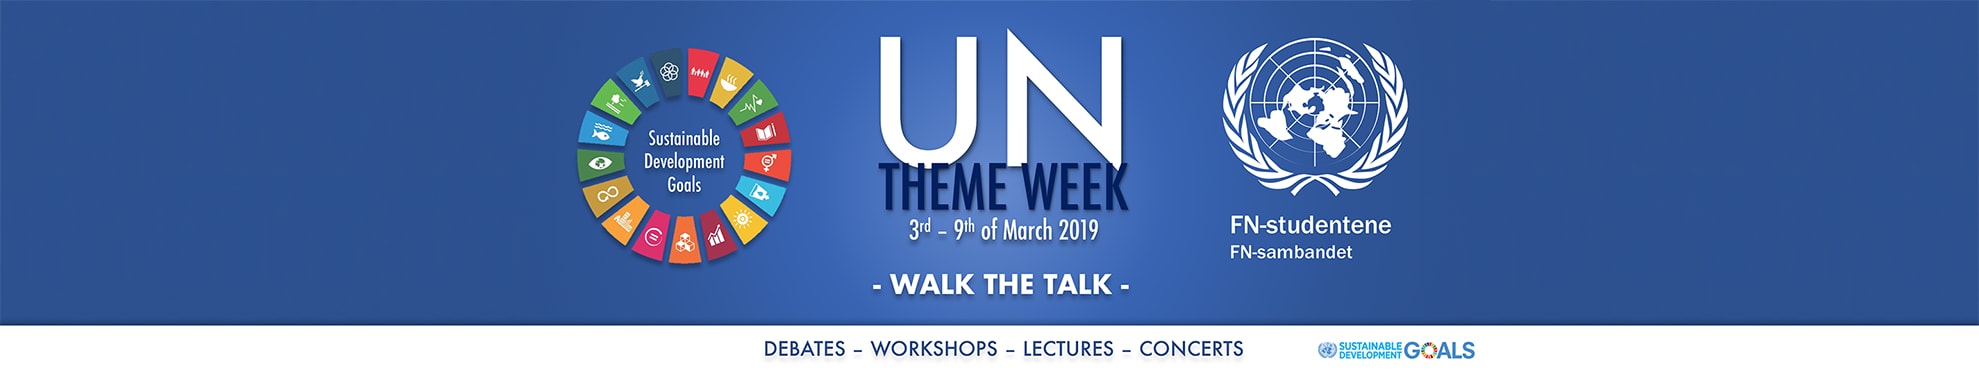 Sustainable
Development
Goals
UN
THEME WEEK
3rd – 9th of March 2019
- WALK THE TALK -
FN-studentene
FN-sambandet
DEBATES – WORKSHOPS – LECTURES – CONCERTS
SUSTAINABLE
DEVELOPMENT
GOALS